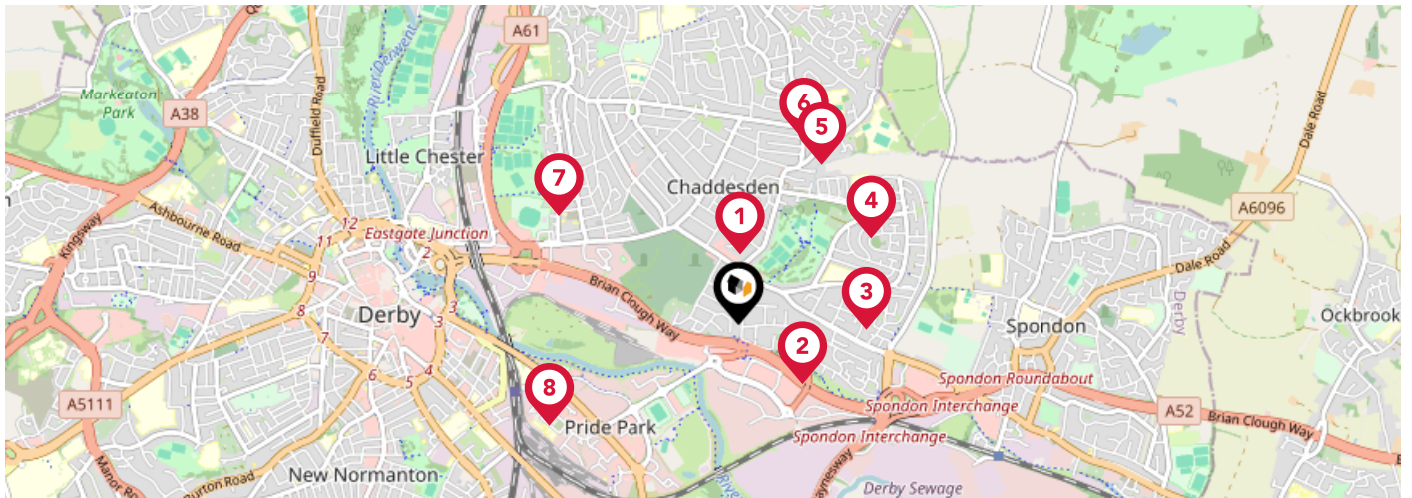 A61
River Derwent
Markeaton
Park
A38
Duffield Road
Dale Road
6
5
Little Chester
7
Chaddesden
4
1
A6096
Kingsway
Ashbourne Road
12
11
Eastgate Junction
2
9
Dale Road
Brian Clough Way
3
Derby
Derby
8
3
3
7
Spondon
Ockbrook
2
6
5
4
Spondon Roundabout
8
A5111
Spondon Interchange
A52
Brian Clough Way
Pride Park
Spondon Interchange
New Normanton
Manor Ro
Burton Road
aynesway
Derby Sewage